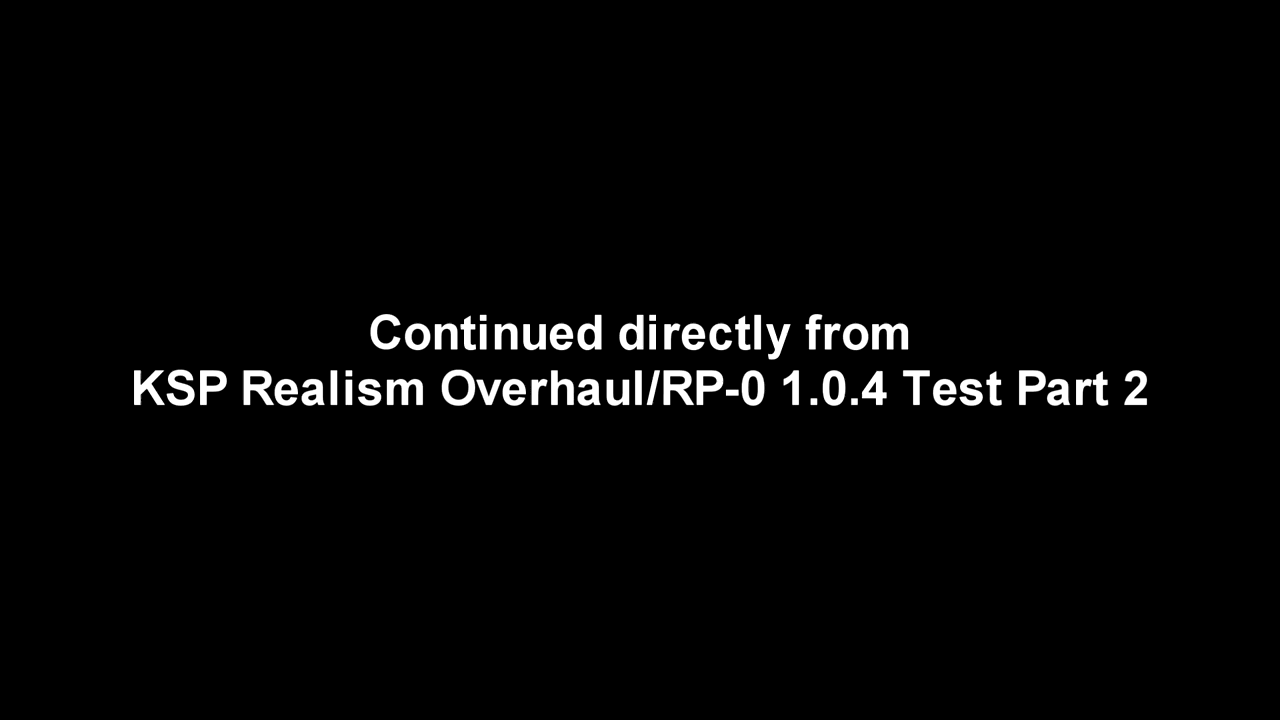 Continued directly from
KSP Realism Overhaul/RP-0 1.0.4 Test Part 2